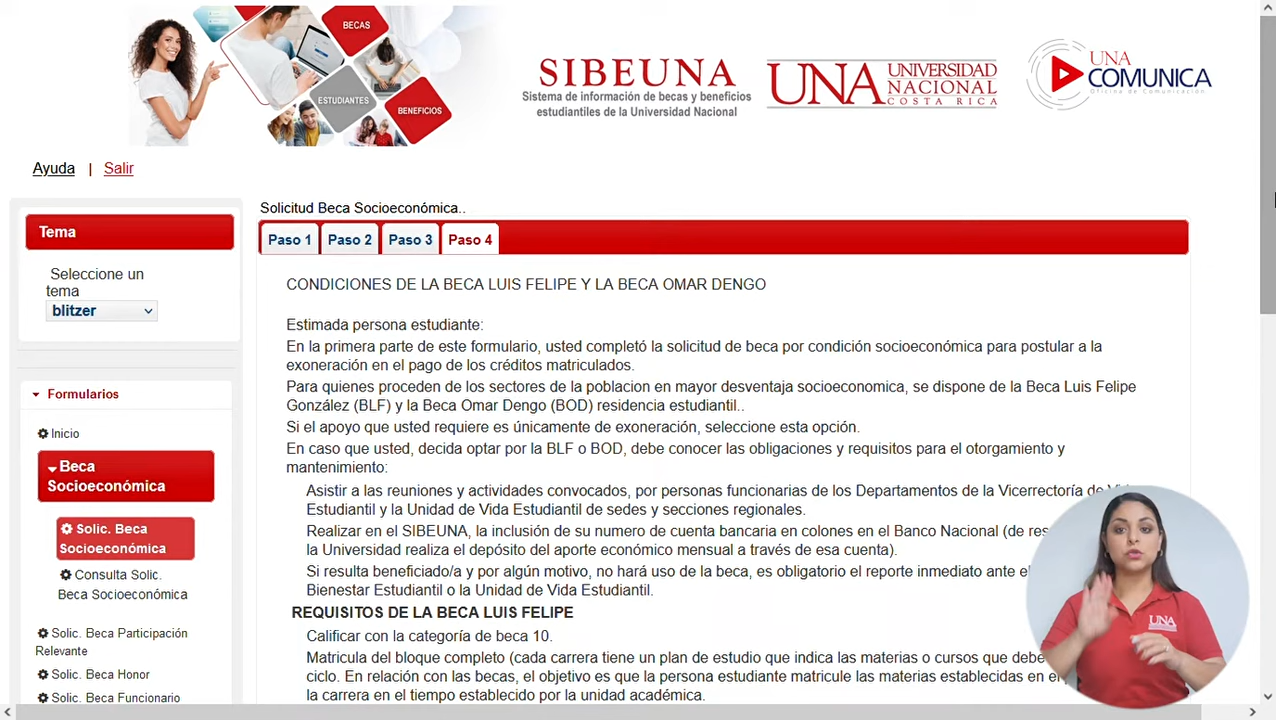 BECAS
ESTUDIANTES
BENEFICIOS
SIBEUNA
Sistema de información de becas y beneficios
estudiantiles de la Universidad Nacional
UNA UNIVERSIDAD
NACIONAL
COSTA RICA
UNA
COMUNICA
Oficina de Comunicación
Ayuda | Salir
Tema
Seleccione un
tema
blitzer
Formularios
Inicio
Beca
Socioeconómica
Solic. Beca
Socioeconómica
Consulta Solic.
Beca Socioeconómica
Solic. Beca Participación
Relevante
Solic. Beca Honor
Solic. Beca Funcionario
Solicitud Beca Socioeconómica..
Paso 1 Paso 2 Paso 3 Paso 4
CONDICIONES DE LA BECA LUIS FELIPE Y LA BECA OMAR DENGO
Estimada persona estudiante:
En la primera parte de este formulario, usted completó la solicitud de beca por condición socioeconómica para postular a la
exoneración en el pago de los créditos matriculados.
Para quienes proceden de los sectores de la poblacion en mayor desventaja socioeconomica, se dispone de la Beca Luis Felipe
González (BLF) y la Beca Omar Dengo (BOD) residencia estudiantil..
Si el apoyo que usted requiere es únicamente de exoneración, seleccione esta opción.
En caso que usted, decida optar por la BLF o BOD, debe conocer las obligaciones y requisitos para el otorgamiento y
mantenimiento:
Asistir a las reuniones y actividades convocados, por personas funcionarias de los Departamentos de la Vicerrectoría de
Estudiantil y la Unidad de Vida Estudiantil de sedes y secciones regionales.
Realizar en el SIBEUNA, la inclusión de su numero de cuenta bancaria en colones en el Banco Nacional (de
la Universidad realiza el depósito del aporte económico mensual a través de esa cuenta).
Si resulta beneficiado/a y por algún motivo, no hará uso de la beca, es obligatorio el reporte inmediato ante el
Bienestar Estudiantil o la Unidad de Vida Estudiantil.
REQUISITOS DE LA BECA LUIS FELIPE
Calificar con la categoría de beca 10.
Matricula del bloque completo (cada carrera tiene un plan de estudio que indica las materias o cursos que
ciclo. En relación con las becas, el objetivo es que la persona estudiante matricule las materias establecidas en
la carrera en el tiempo establecido por la unidad académica.
UNA